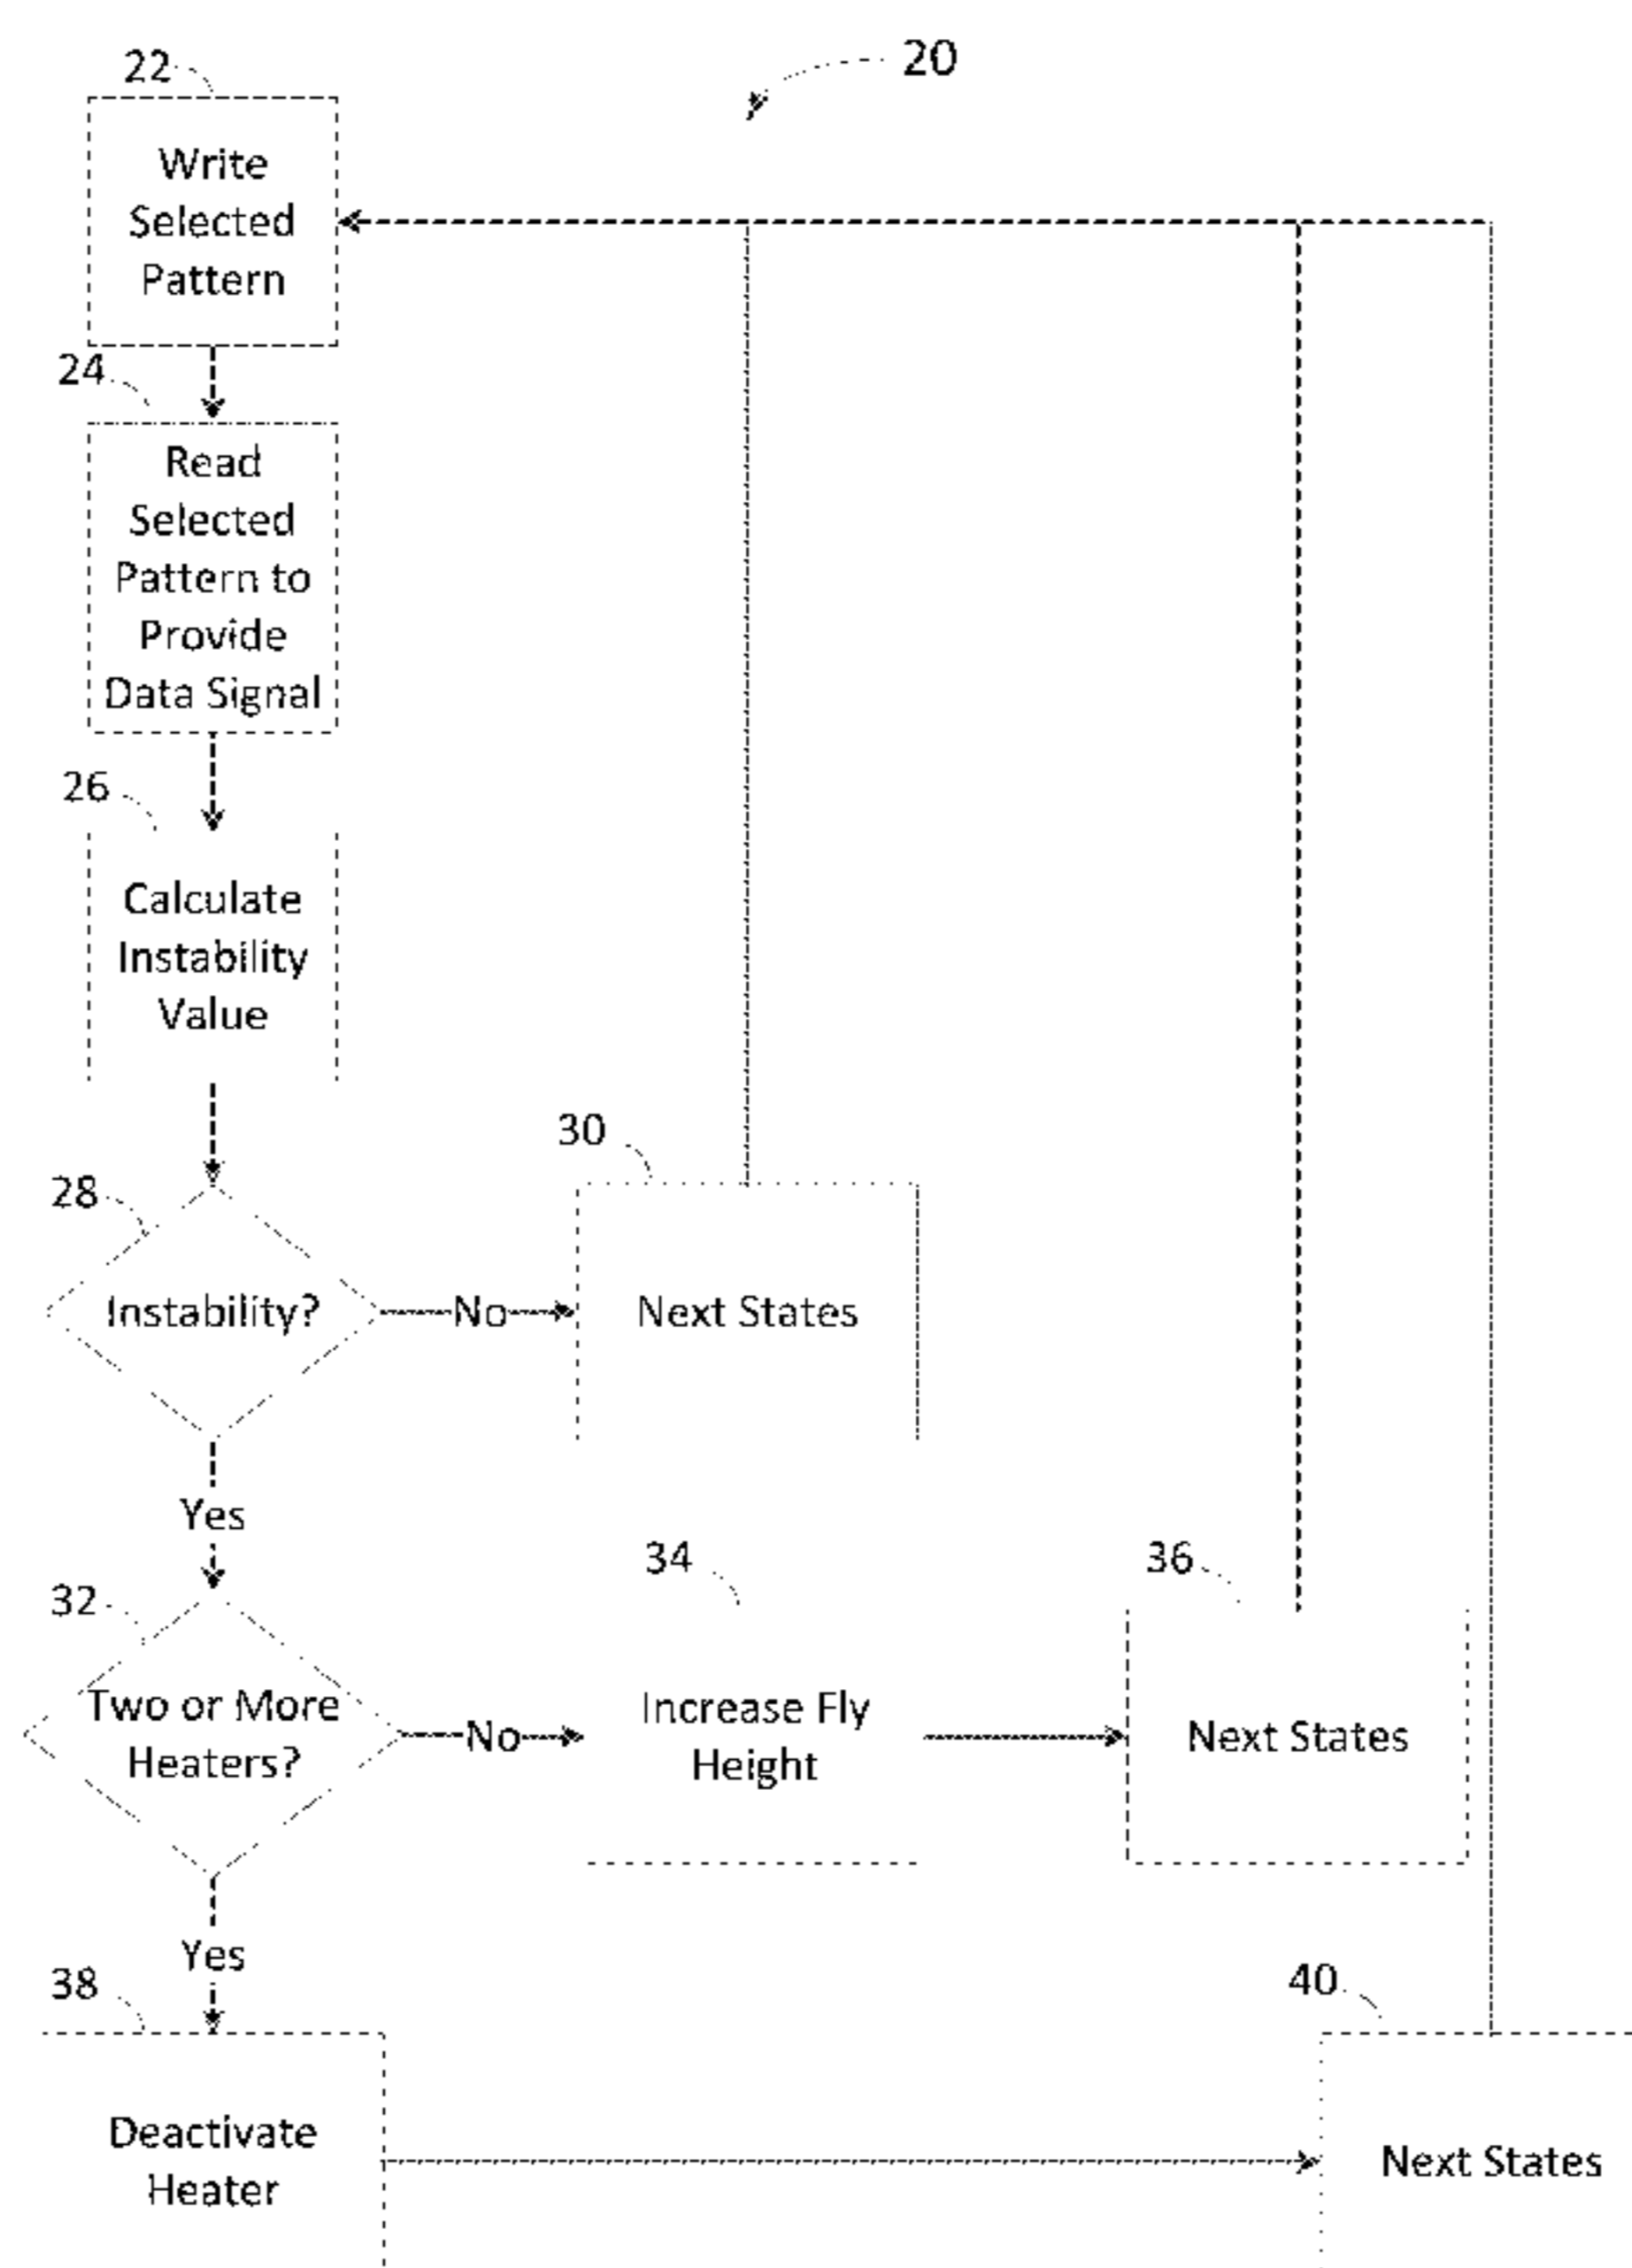 20
22
Write
Selected
Pattern
24
Read
Selected
Pattern to
Provide
Data Signal
26
Calculate
Instability
Value
28
Instability?
No
30
Next States
Yes
32
Two or More
Heaters?
No
34
Increase Fly
Height
36
Next States
Yes
38
Deactivate
Heater
40
Next States